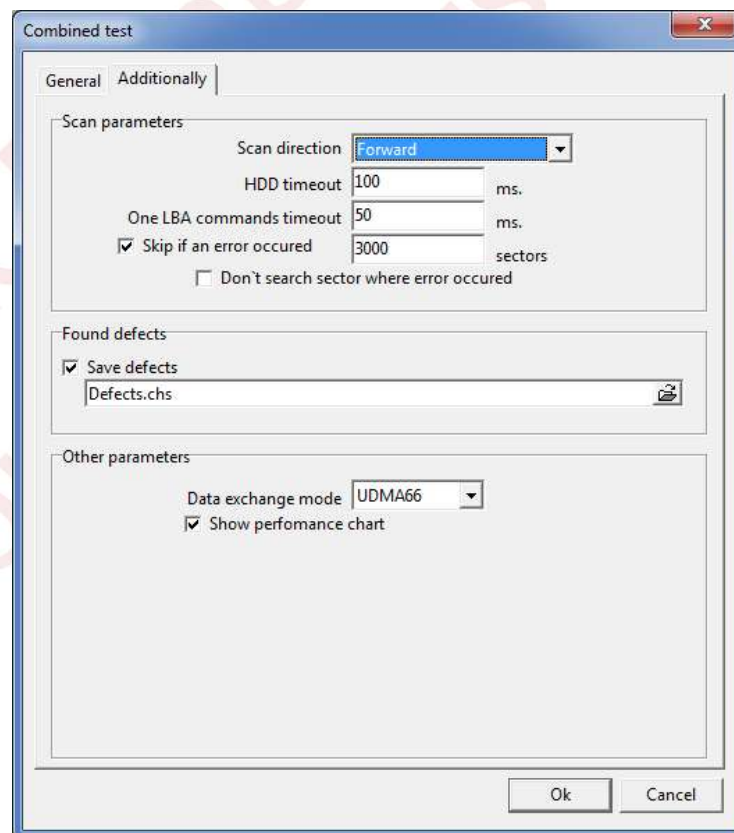 Combined test
General Additionally
Scan parameters
Scan direction Forward
HDD timeout 100 ms.
One LBA commands timeout 50 ms.
Skip if an error occured 3000 sectors
Don`t search sector where error occured
Found defects
Save defects
Defects.chs
Other parameters
Data exchange mode UDMA66
Show perfomance chart
Ok Cancel